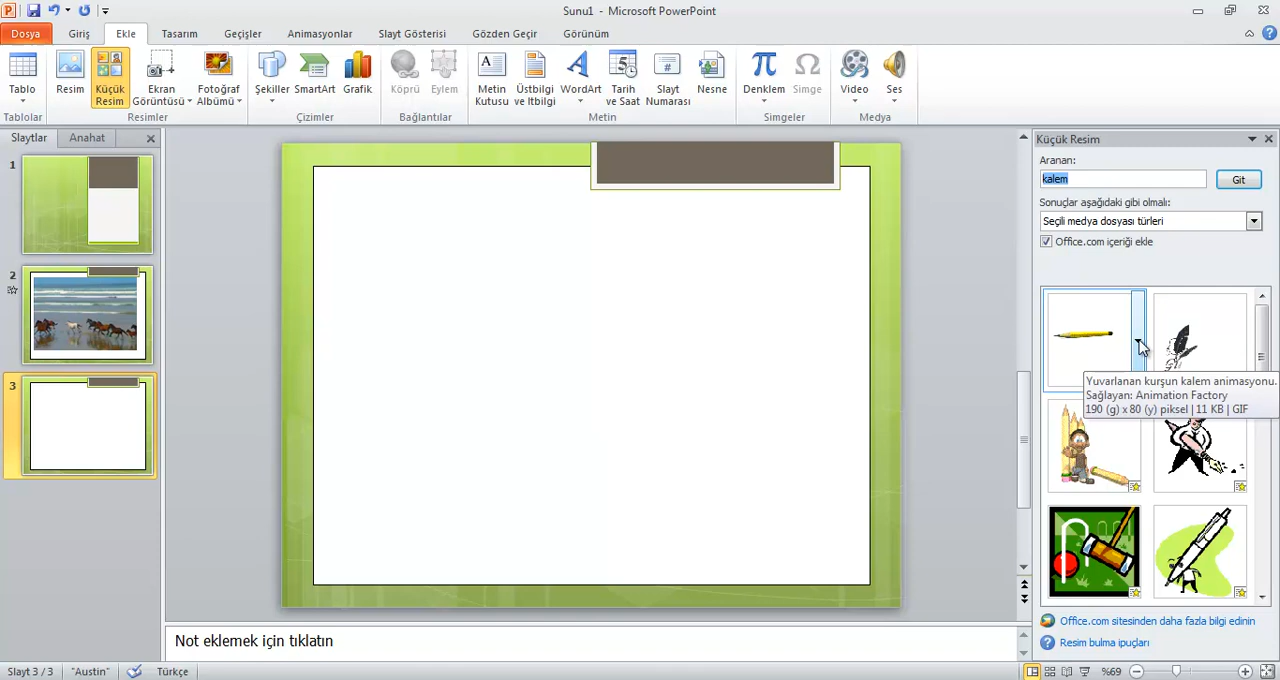 Sunu1 - Microsoft PowerPoint
Dosya Giriş Ekle Tasarım Geçişler Animasyonlar Slayt Gösterisi Gözden Geçir Görünüm
Tablo
Resim
Küçük
Resim
Ekran
Görüntüsü
Fotoğraf
Albümü
Şekiller
SmartArt
Grafik
Köprü
Eylem
Metin
Kutusu
Üstbilgi
ve ltbilgi
WordArt
Tarih
ve Saat
Slayt
Numarası
Nesne
Denklem
Simge
Video
Ses
Tablolar Resimler Çizimler Bağlantılar Metin Simgeler Medya
Slaytlar Anahat
1
2
3
Küçük Resim
Aranan:
kalem
Git
Sonuçlar aşağıdaki gibi olmalı:
Seçili medya dosyası türleri
Office.com içeriği ekle
Yuvarlanan kurşun kalem animasyonu.
Sağlayan: Animation Factory
190 (g) x 80 (y) piksel | 11 KB | GIF
Office.com sitesinden daha fazla bilgi edinin
Resim bulma ipuçları
Not eklemek için tıklatın
Slayt 3 / 3 "Austin" Türkçe %69